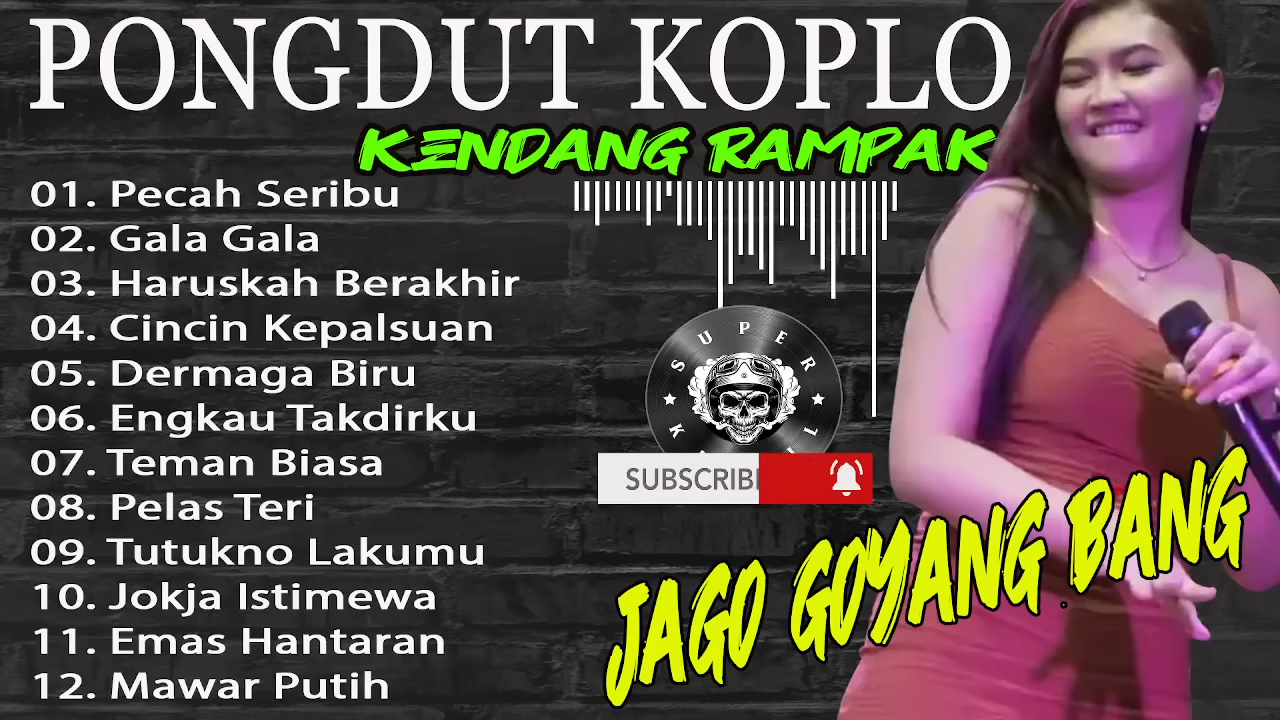 PONGDUT KOPLO
KENDANG RAMPAK
01. Pecah Seribu
02. Gala Gala
03. Haruskah Berakhir
04. Cincin Kepalsuan
05. Dermaga Biru
06. Engkau Takdirku
07. Teman Biasa
08. Pelas Teri
09. Tutukno Lakumu
10. Jokja Istimewa
11. Emas Hantaran
12. Mawar Putih
SUPER
SUBSCRIBE
JAGO GOYANG BANG